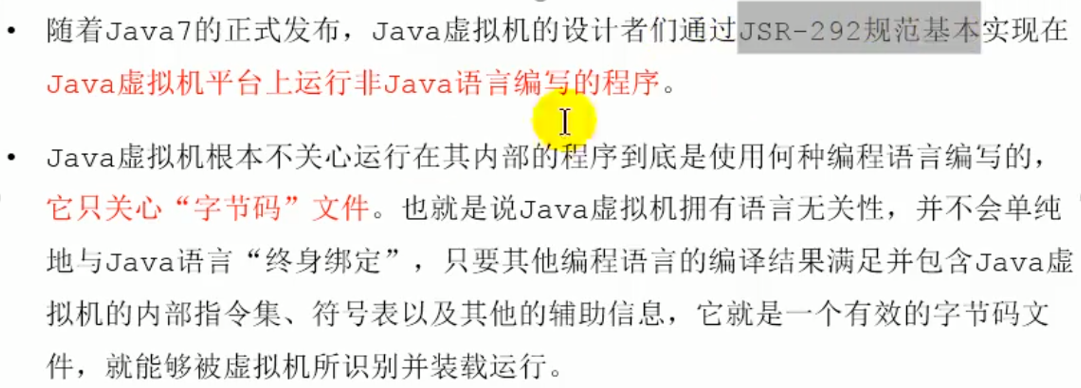 • 随着Java7的正式发布，Java虚拟机的设计者们通过JSR-292规范基本实现在
Java虚拟机平台上运行非Java语言编写的程序。
• Java虚拟机根本不关心运行在其内部的程序到底是使用何种编程语言编写的，
它只关心“字节码”文件。也就是说Java虚拟机拥有语言无关性，并不会单纯
地与Java语言“终身绑定”，只要其他编程语言的编译结果满足并包含Java虚
拟机的内部指令集、符号表以及其他的辅助信息，它就是一个有效的字节码文
件，就能够被虚拟机所识别并装载运行。